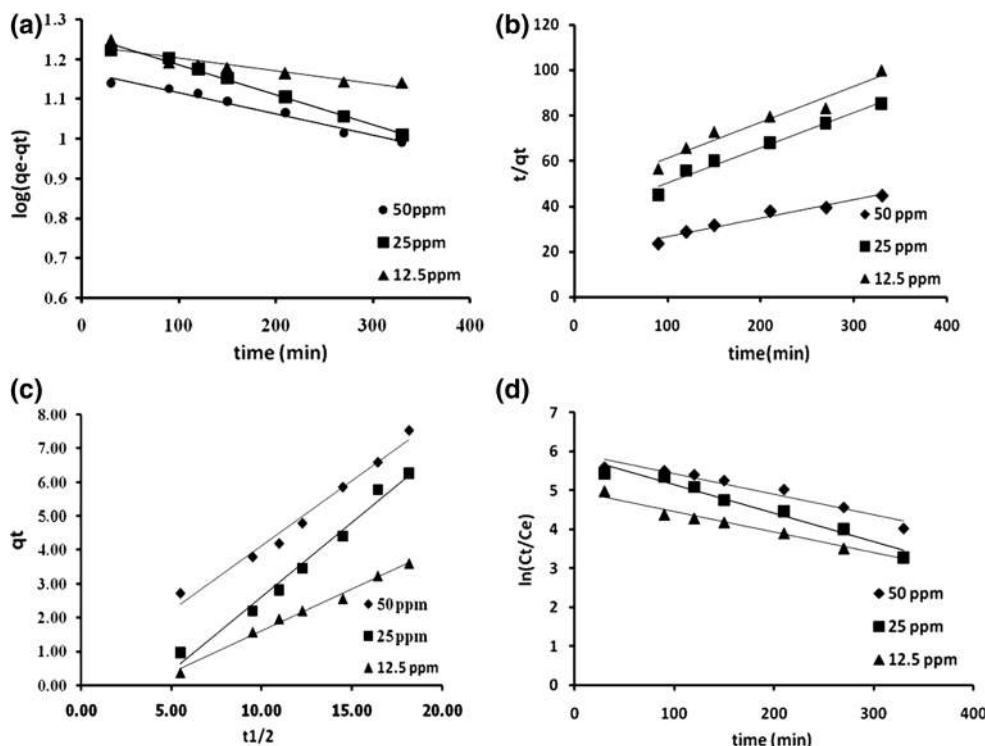 (a)
1.3
1.2
1.1
1
0.9
0.8
0.7
0.6
log(qe-qt)
0
100
200
300
400
time (min)
50ppm
25ppm
12.5ppm
(b)
120
100
80
60
40
20
0
t/qt
0
100
200
300
400
time(min)
50 ppm
25 ppm
12.5 ppm
(c)
8.00
7.00
6.00
5.00
4.00
3.00
2.00
1.00
0.00
qt
0.00
5.00
10.00
15.00
20.00
t1/2
50ppm
25ppm
12.5 ppm
(d)
7
6
5
4
3
2
1
0
ln(Ct/Ce)
0
100
200
300
400
time (min)
50 ppm
25 ppm
12.5 ppm